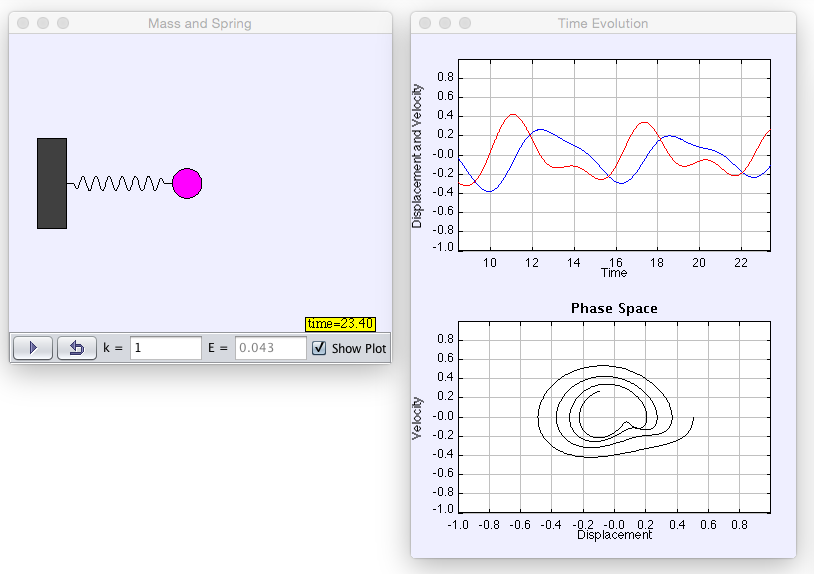 Mass and Spring
time=23.40
k = 1 E = 0.043 Show Plot
Time Evolution
Displacement and Velocity
0.8
0.6
0.4
0.2
-0.0
-0.2
-0.4
-0.6
-0.8
-1.0
10 12 14 16 18 20 22
Time
Phase Space
Velocity
0.8
0.6
0.4
0.2
-0.0
-0.2
-0.4
-0.6
-0.8
-1.0
-1.0 -0.8 -0.6 -0.4 -0.2 -0.0 0.2 0.4 0.6 0.8
Displacement